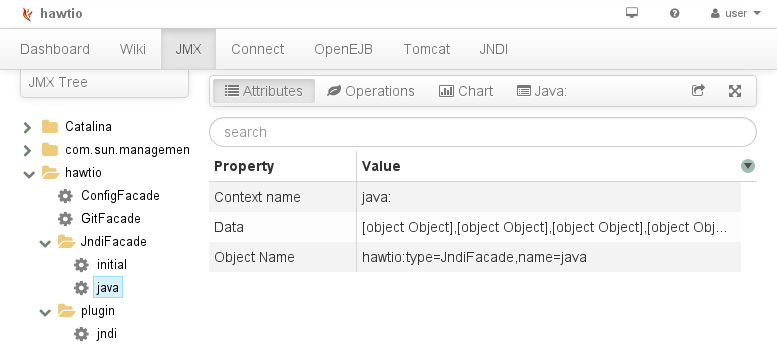 hawtio user
Dashboard Wiki JMX Connect OpenEJB Tomcat JNDI
JMX Tree
Attributes Operations Chart Java:
search
Catalina
com.sun.managemen
hawtio
ConfigFacade
GitFacade
JndiFacade
initial
java
plugin
jndi
Property Value
Context name java:
Data [object Object],[object Object],[object Object],[object Obj...
Object Name hawtio:type=JndiFacade,name=java